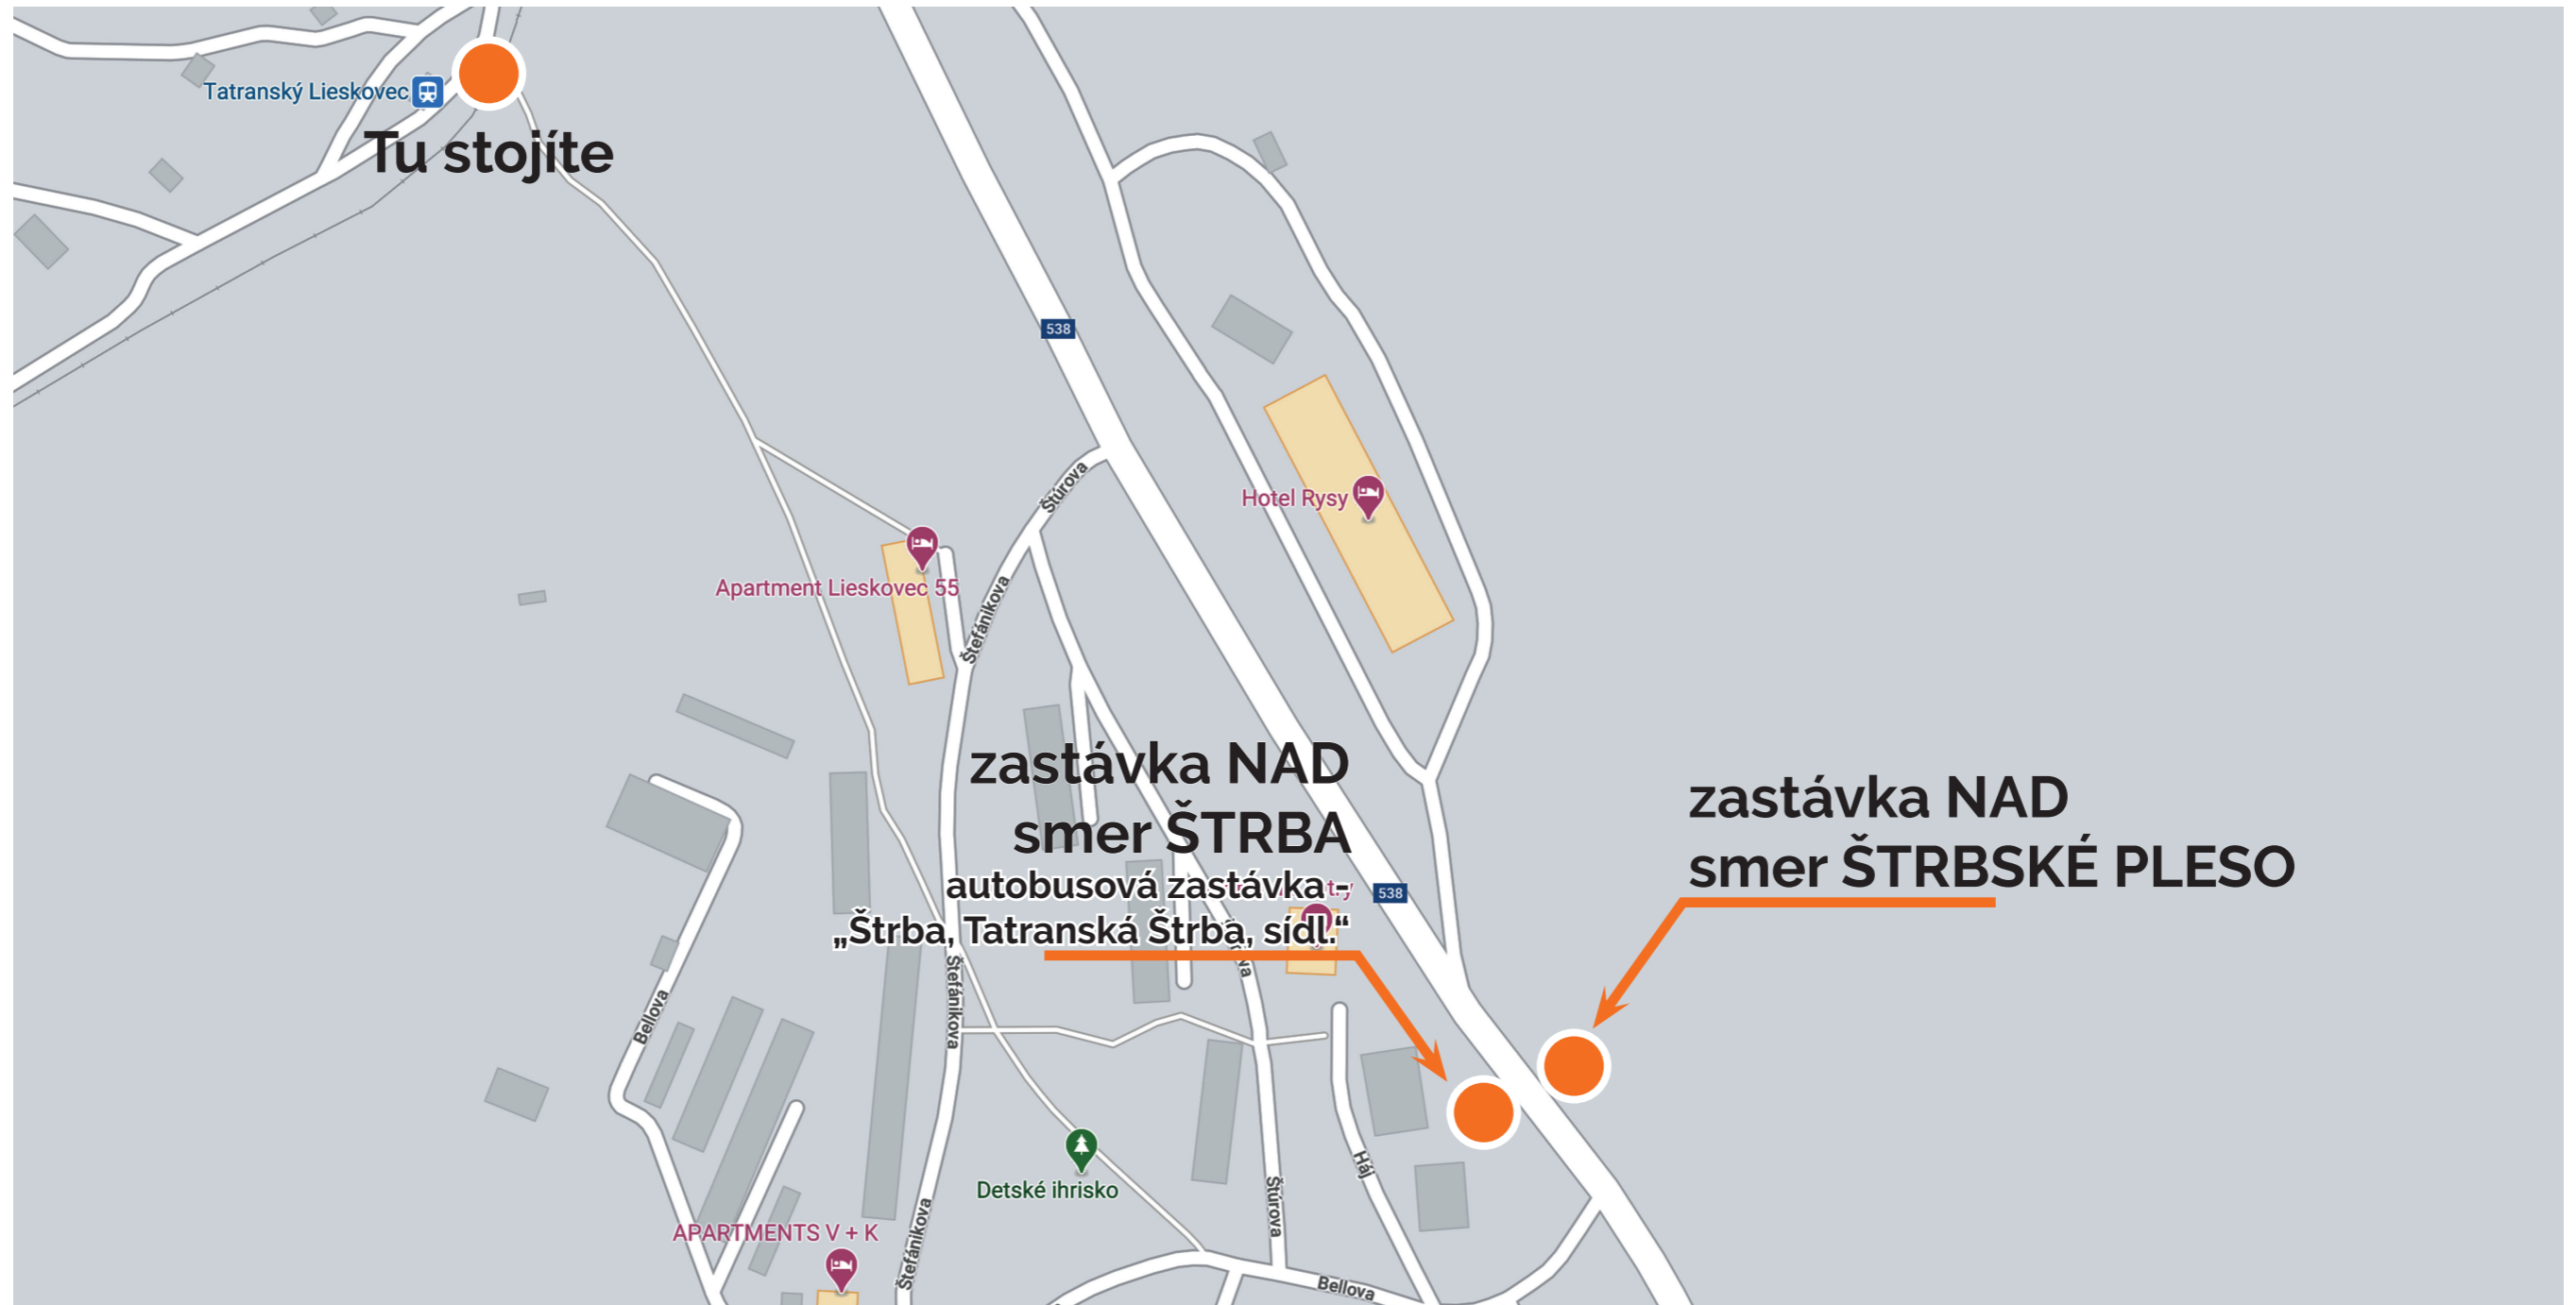 Tatranský Lieskovec
Tu stojíte
538
Štúrova
Hotel Rysy
Apartment Lieskovec 55
Štefánikova
zastávka NAD
smer ŠTRBA
autobusová zastávka -
„Štrba, Tatranská Štrba, sídl.“
538
zastávka NAD
smer ŠTRBSKÉ PLESO
Štefánikova
Bellova
Háj
Detské ihrisko
Štúrova
APARTMENTS V + K
Štefánikova
Bellova